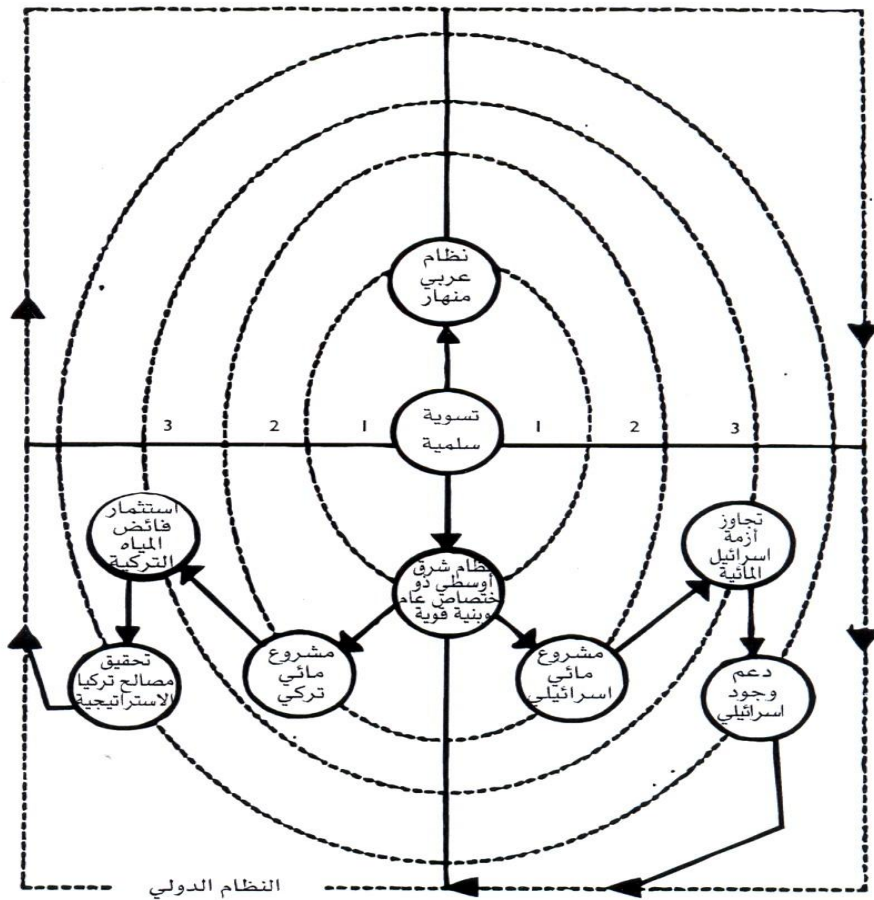 نظام
عربي
منهار
تسوية
سلمية
3
2
1
1
2
3
نظام شرق
أوسطي ذو
اختصاص عام
وبنية قوية
استثمار
فائض
المياه
التركية
تجاوز
أزمة
اسرائيل
المائية
تحقيق
مصالح تركيا
الاستراتيجية
مشروع
مائي
تركي
مشروع
مائي
اسرائيلي
دعم
وجود
اسرائيلي
النظام الدولي